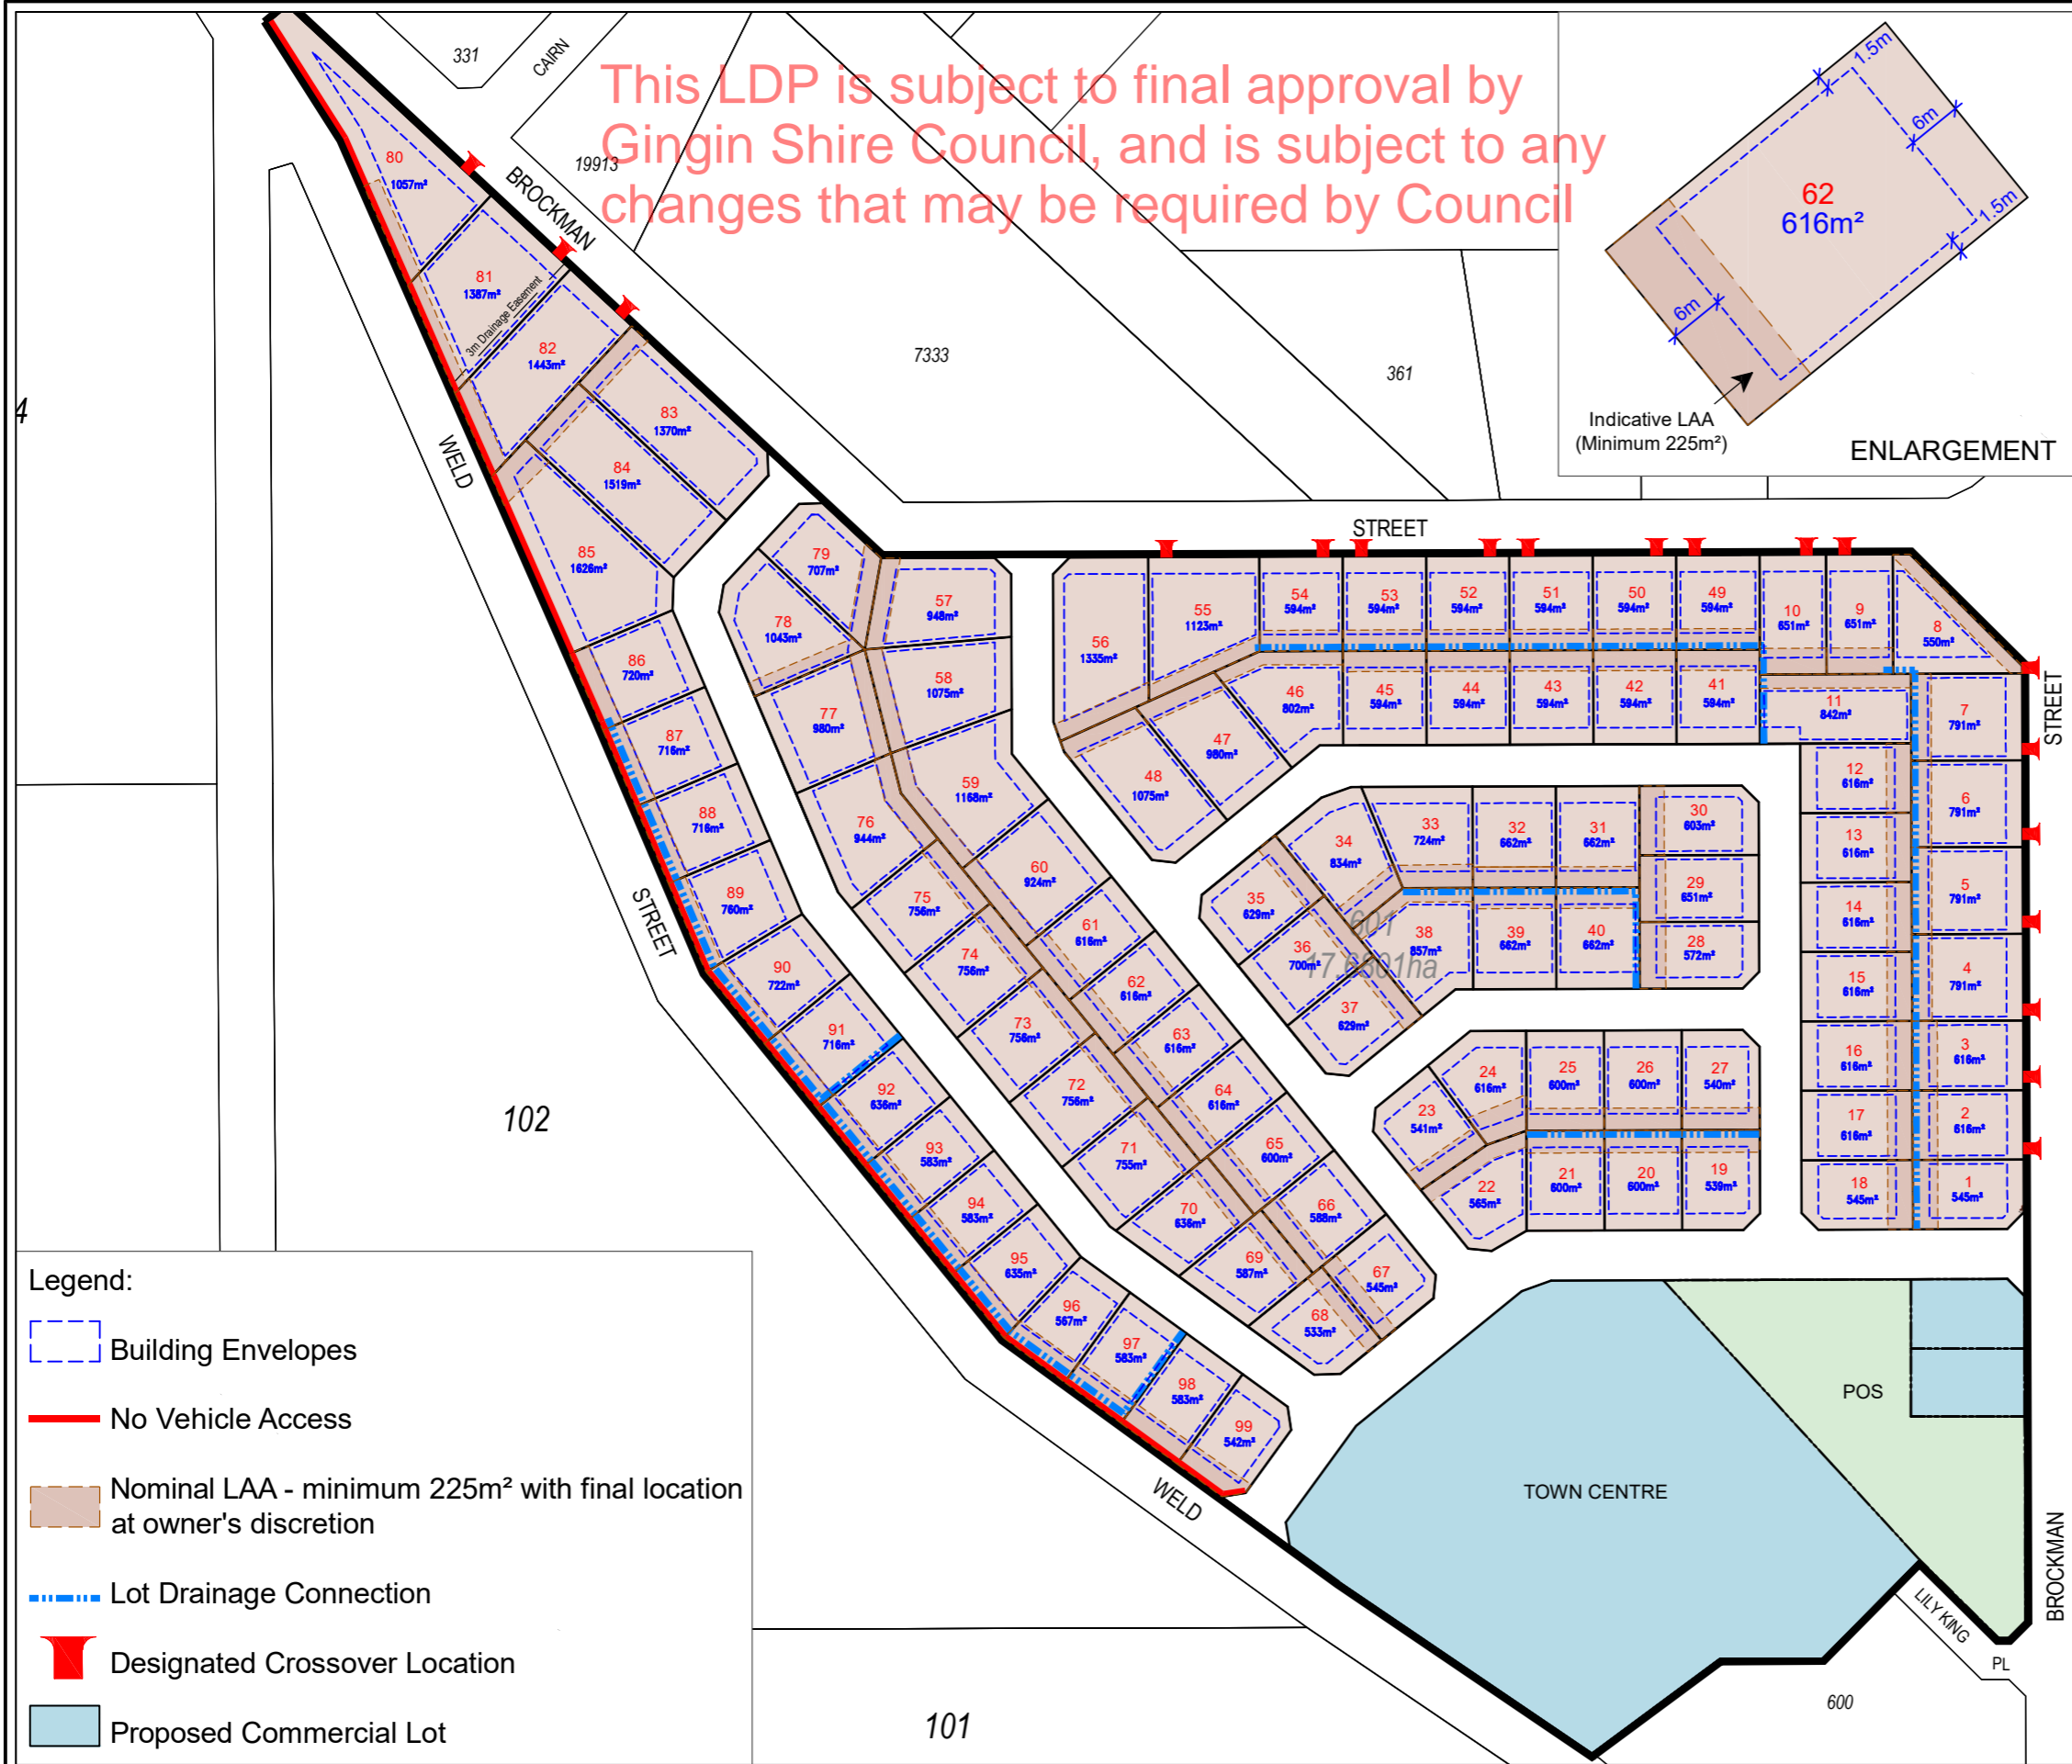 This LDP is subject to final approval by
Gingin Shire Council, and is subject to any
changes that may be required by Council
331
CAIRN
19913
BROCKMAN
7333
361
STREET
4
WELD
STREET
102
WELD
101
600
STREET
BROCKMAN
LILY KING
PL
1.5m
6m
62
616m²
1.5m
6m
Indicative LAA
(Minimum 225m²)
ENLARGEMENT
80
1057m²
81
1387m²
3m Drainage Easement
82
1443m²
83
1370m²
84
1519m²
85
1626m²
86
720m²
87
716m²
88
716m²
89
760m²
90
722m²
91
716m²
92
636m²
93
583m²
94
583m²
95
635m²
96
567m²
97
583m²
98
583m²
99
542m²
79
707m²
78
1043m²
77
980m²
76
944m²
75
756m²
74
756m²
73
756m²
72
756m²
71
755m²
70
636m²
69
587m²
68
533m²
57
948m²
58
1075m²
59
1168m²
60
924m²
61
616m²
62
616m²
63
616m²
64
616m²
65
600m²
66
588m²
67
545m²
56
1335m²
55
1123m²
54
594m²
53
594m²
52
594m²
51
594m²
50
594m²
49
594m²
10
651m²
9
651m²
8
550m²
48
1075m²
47
980m²
46
802m²
45
594m²
44
594m²
43
594m²
42
594m²
41
594m²
11
842m²
7
791m²
6
791m²
5
791m²
4
791m²
3
616m²
2
616m²
1
545m²
12
616m²
13
616m²
14
616m²
15
616m²
16
616m²
17
616m²
18
545m²
35
629m²
34
834m²
33
724m²
32
662m²
31
662m²
30
603m²
29
651m²
28
572m²
36
700m²
37
629m²
38
857m²
39
662m²
40
662m²
601
17.6801ha
23
541m²
24
616m²
25
600m²
26
600m²
27
540m²
22
565m²
21
600m²
20
600m²
19
539m²
TOWN CENTRE
POS
Legend:
Building Envelopes
No Vehicle Access
Nominal LAA - minimum 225m² with final location
at owner's discretion
Lot Drainage Connection
Designated Crossover Location
Proposed Commercial Lot